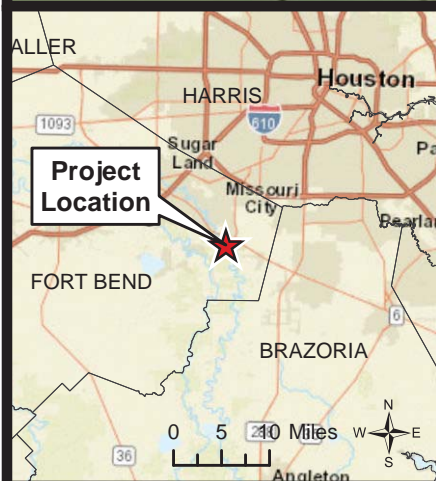 ALLER
Houston
HARRIS
610
1093
Sugar
Land
Pa
Project
Location
Missouri
City
Pearlan
FORT BEND
6
BRAZORIA
N
W
E
S
0 5 10 Miles
36
Angleton